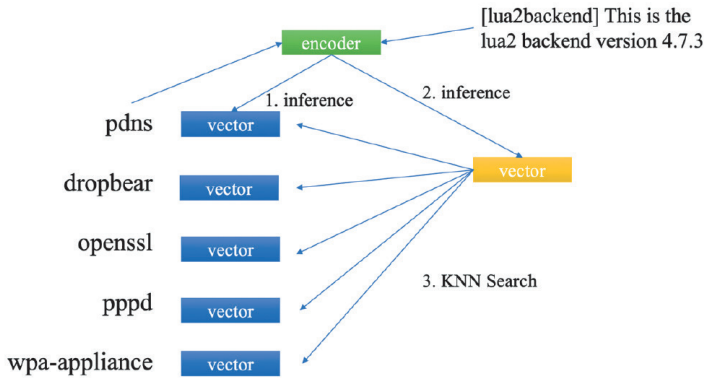 [lua2backend] This is the
lua2 backend version 4.7.3
encoder
1. inference
2. inference
pdns
vector
vector
dropbear
vector
openssl
vector
3. KNN Search
pppd
vector
wpa-appliance
vector